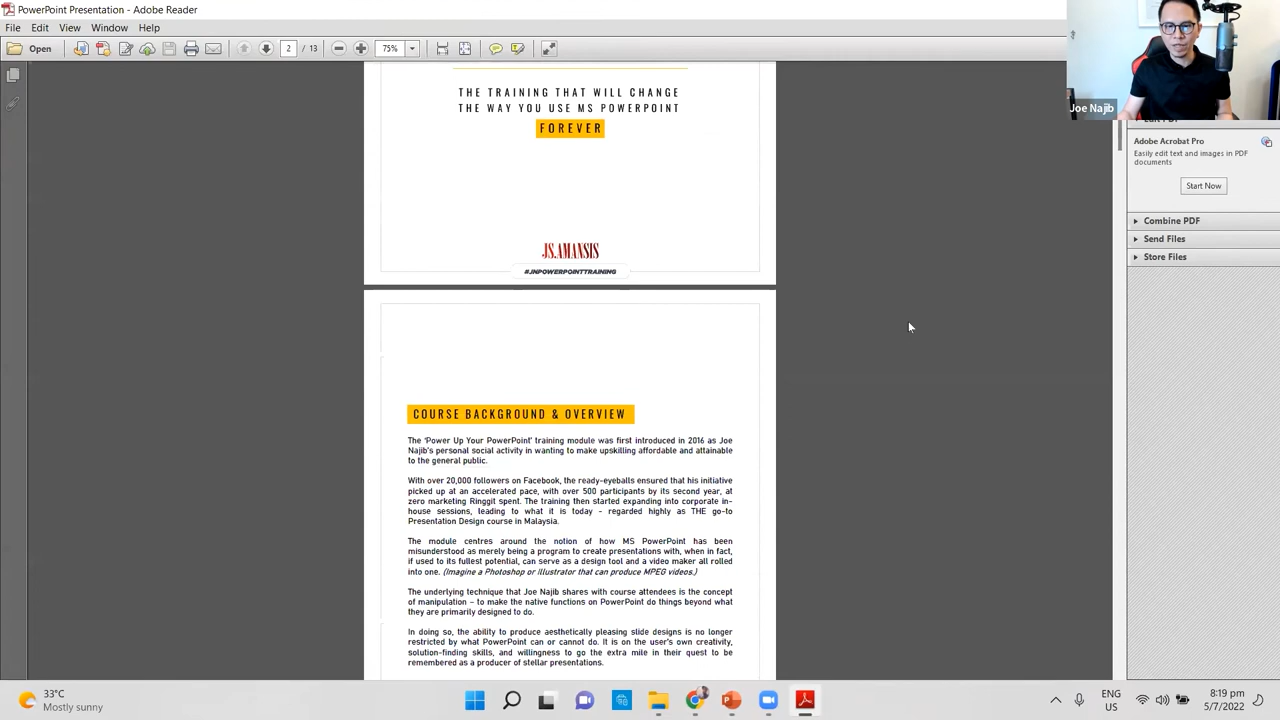 PowerPoint Presentation - Adobe Reader
File Edit View Window Help
Open 2 / 13 75%
THE TRAINING THAT WILL CHANGE
THE WAY YOU USE MS POWERPOINT
FOREVER
JS.AMANSIS
#JNPOWERPOINTTRAINING
COURSE BACKGROUND & OVERVIEW
The 'Power Up Your PowerPoint' training module was first introduced in 2016 as Joe
Najib's personal social activity in wanting to make upskilling affordable and attainable
to the general public.
With over 20,000 followers on Facebook, the ready-eyeballs ensured that his initiative
picked up at an accelerated pace, with over 500 participants by its second year, at
zero marketing Ringgit spent. The training then started expanding into corporate in-
house sessions, leading to what it is today - regarded highly as THE go-to
Presentation Design course in Malaysia.
The module centres around the notion of how MS PowerPoint has been
misunderstood as merely being a program to create presentations with, when in fact,
if used to its fullest potential, can serve as a design tool and a video maker all rolled
into one. (Imagine a Photoshop or Illustrator that can produce MPEG videos.)
The underlying technique that Joe Najib shares with course attendees is the concept
of manipulation – to make the native functions on PowerPoint do things beyond what
they are primarily designed to do.
In doing so, the ability to produce aesthetically pleasing slide designs is no longer
restricted by what PowerPoint can or cannot do. It is on the user's own creativity,
solution-finding skills, and willingness to go the extra mile in their quest to be
remembered as a producer of stellar presentations.
Joe Najib
Edit PDF
Adobe Acrobat Pro
Easily edit text and images in PDF
documents
Start Now
Combine PDF
Send Files
Store Files
33°C
Mostly sunny
ENG
US
8:19 pm
5/7/2022